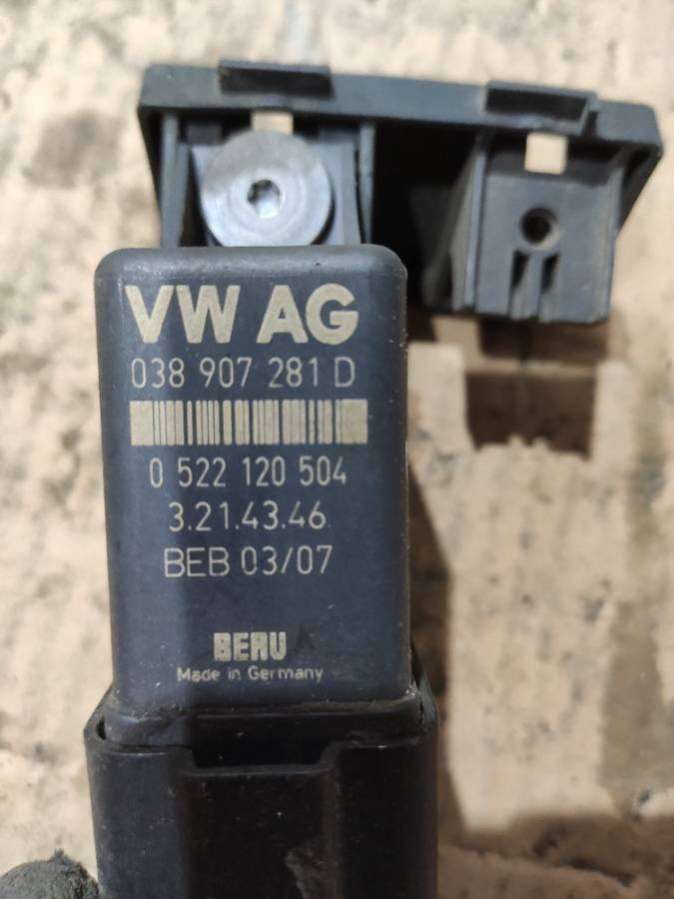 VW AG
038 907 281 D
0 522 120 504
3.21.43.46
BEB 03/07
BERU
Made in Germany